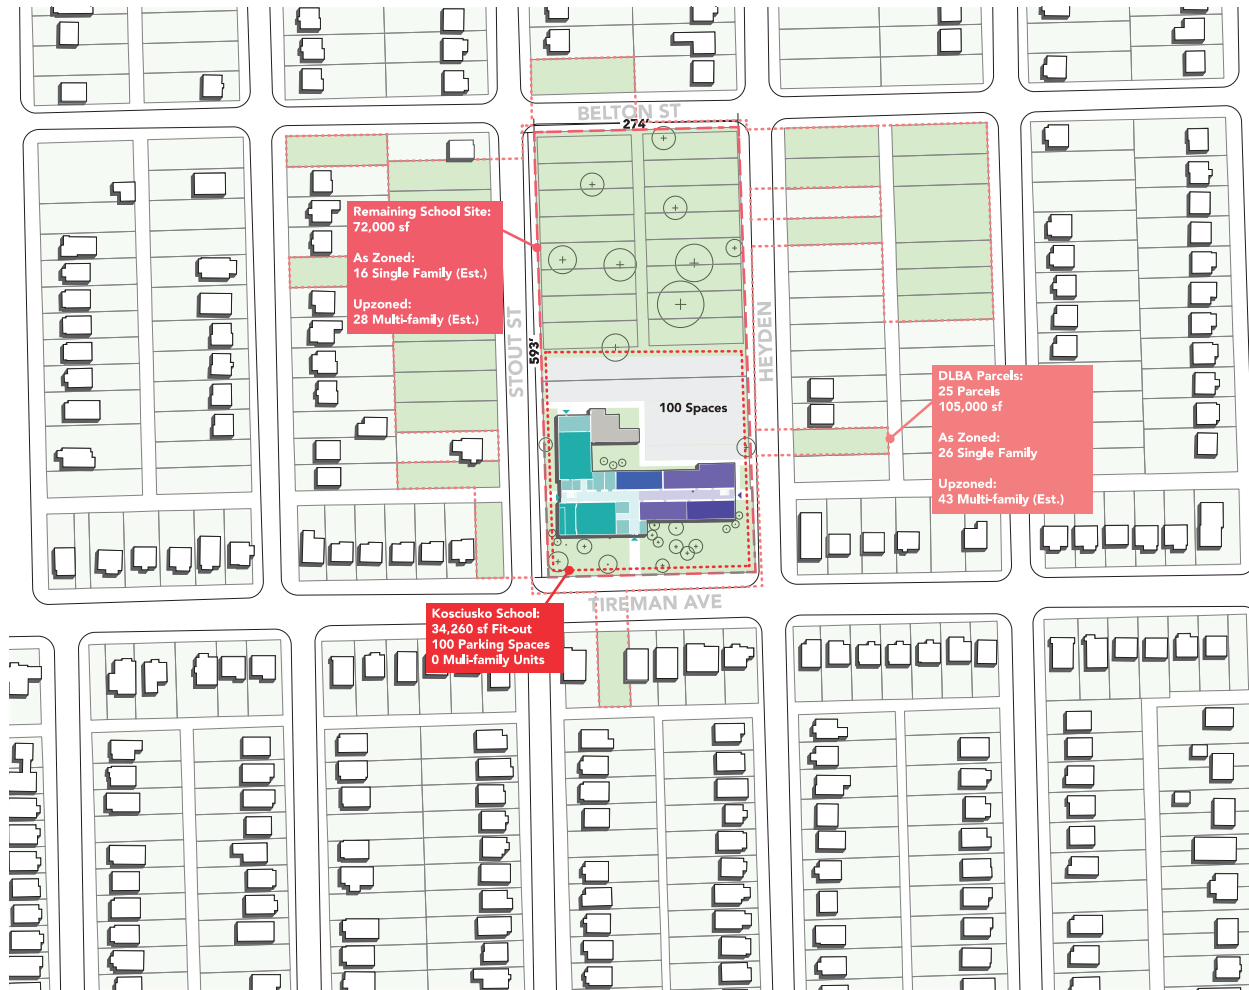 BELTON ST
274'
Remaining School Site:
72,000 sf
As Zoned:
16 Single Family (Est.)
Upzoned:
28 Multi-family (Est.)
STOUT ST
593'
HEYDEN
100 Spaces
DLBA Parcels:
25 Parcels
105,000 sf
As Zoned:
26 Single Family
Upzoned:
43 Multi-family (Est.)
TIREMAN AVE
Kosciusko School:
34,260 sf Fit-out
100 Parking Spaces
0 Mulit-family Units